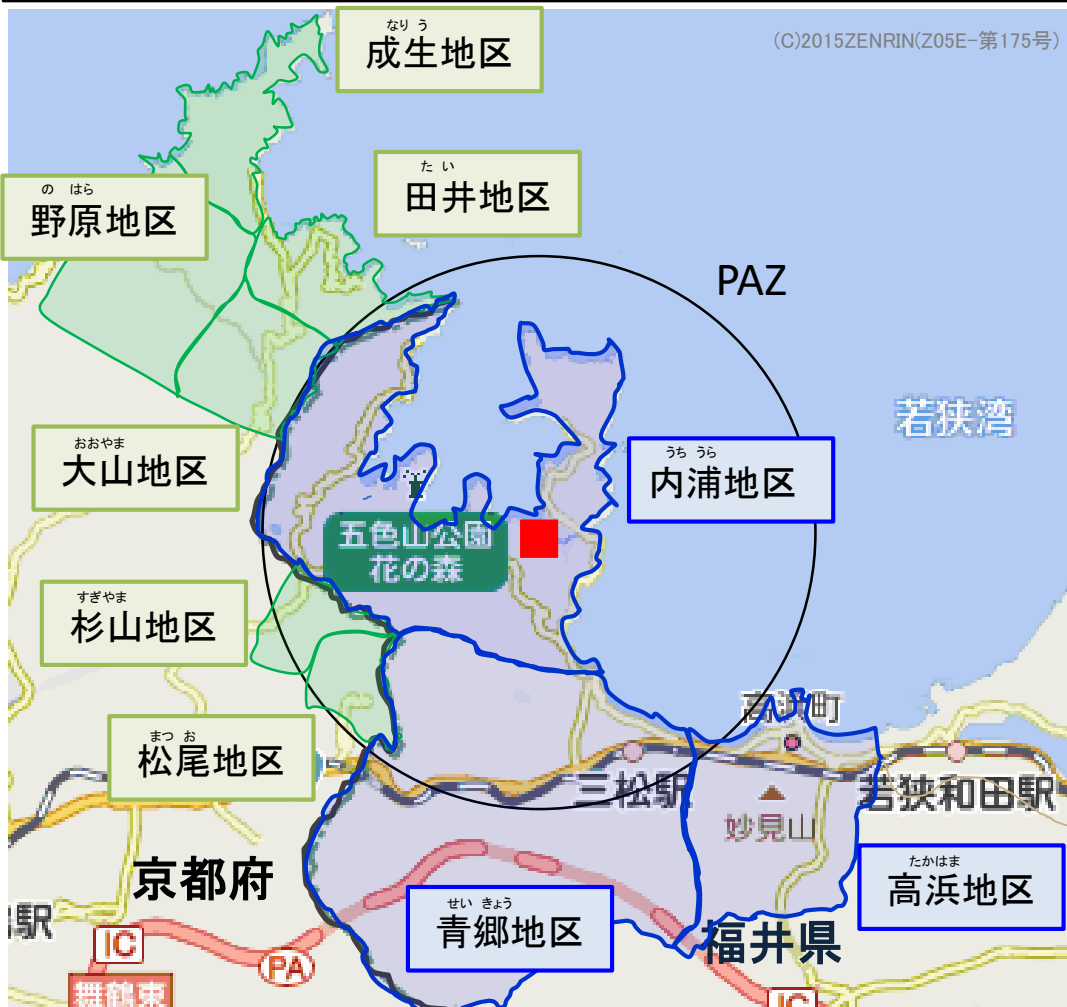 (C)2015ZENRIN(Z05E-第175号)
なり う
成生地区
た い
田井地区
の はら
野原地区
PAZ
若狭湾
おおやま
大山地区
うち うら
内浦地区
五色山公園
花の森
すぎやま
杉山地区
高浜町
まつ お
松尾地区
三松駅
若狭和田駅
妙見山
京都府
たかはま
高浜地区
せい きょう
青郷地区
駅
福井県
IC
PA
舞鶴東
IC